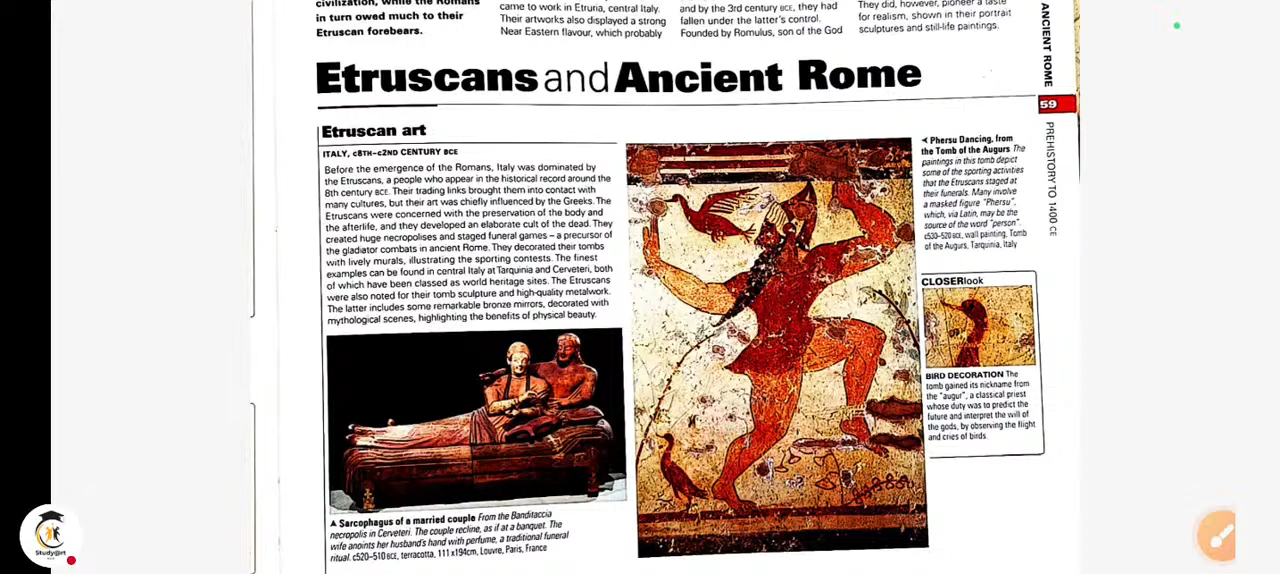 civilization, while the Romans
in turn owed much to their
Etruscan forebears.
came to work in Etruria, central Italy.
Their artworks also displayed a strong
Near Eastern flavour, which probably
and by the 3rd century BCE, they had
fallen under the latter's control.
Founded by Romulus, son of the God
They did, however, pioneer a taste
for realism, shown in their portrait
sculptures and still-life paintings.
ANCIENT ROME
59
PREHISTORY TO 1400 CE
Etruscans and Ancient Rome
Etruscan art
ITALY, c8TH–c2ND CENTURY BCE
Before the emergence of the Romans, Italy was dominated by
the Etruscans, a people who appear in the historical record around the
8th century BCE. Their trading links brought them into contact with
many cultures, but their art was chiefly influenced by the Greeks. The
Etruscans were concerned with the preservation of the body and
the afterlife, and they developed an elaborate cult of the dead. They
created huge necropolises and staged funeral games – a precursor of
the gladiator combats in ancient Rome. They decorated their tombs
with lively murals, illustrating the sporting contests. The finest
examples can be found in central Italy at Tarquinia and Cerveteri, both
of which have been classed as world heritage sites. The Etruscans
were also noted for their tomb sculpture and high-quality metalwork.
The latter includes some remarkable bronze mirrors, decorated with
mythological scenes, highlighting the benefits of physical beauty.
▲ Sarcophagus of a married couple From the Banditaccia
necropolis in Cerveteri. The couple recline, as if at a banquet. The
wife anoints her husband's hand with perfume, a traditional funeral
ritual. c520–510 BCE, terracotta, 111 x 194cm, Louvre, Paris, France
◄ Phersu Dancing, from
the Tomb of the Augurs The
paintings in this tomb depict
some of the sporting activities
that the Etruscans staged at
their funerals. Many involve
a masked figure "Phersu",
which, via Latin, may be the
source of the word "person".
c530–520 BCE, wall painting, Tomb
of the Augurs, Tarquinia, Italy
CLOSERlook
BIRD DECORATION The
tomb gained its nickname from
the "augur", a classical priest
whose duty was to predict the
future and interpret the will of
the gods, by observing the flight
and cries of birds.
Study@rt